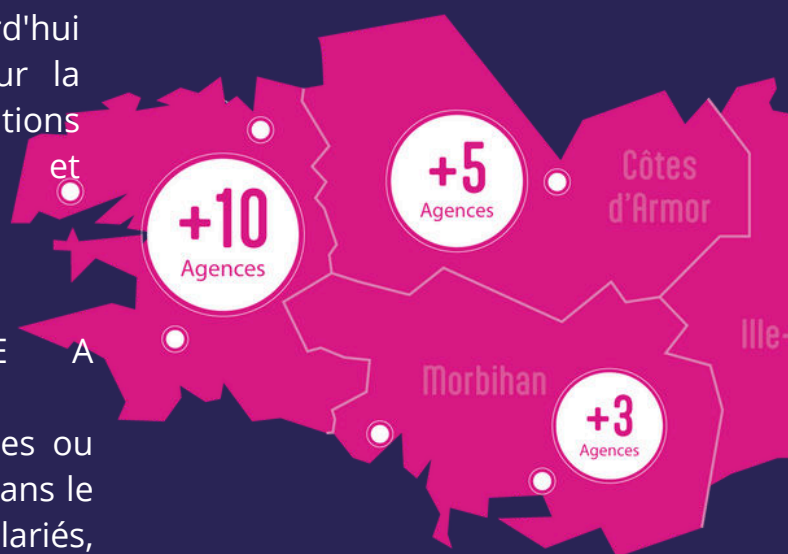 rd'hui
ur la
tions
et
E A
es ou
ans le
lariés,
+10
Agences
+5
Agences
Côtes
d'Armor
Morbihan
+3
Agences
Ille-